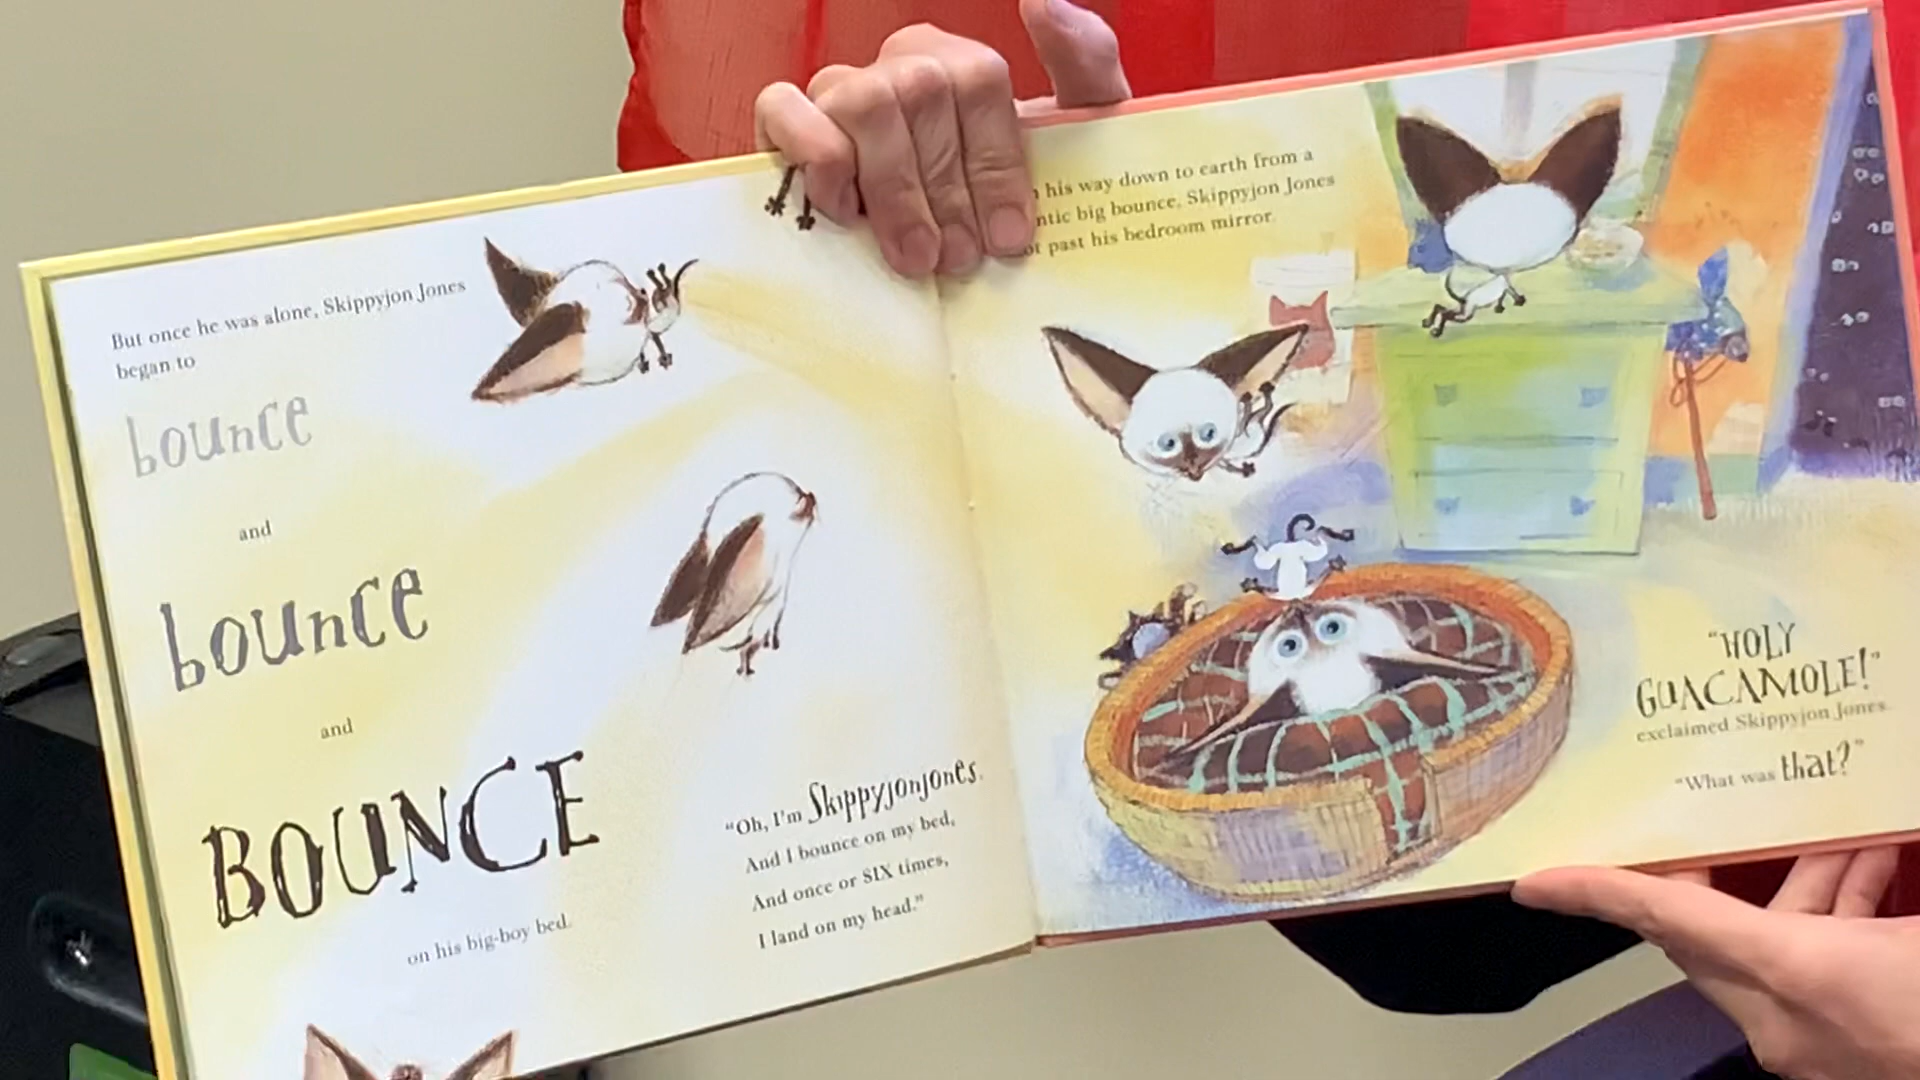 But once he was alone, Skippyjon Jones
began to
bounce
and
bounce
and
BOUNCE
on his big-boy bed.
"Oh, I'm Skippyjonjones,
And I bounce on my bed,
And once or SIX times,
I land on my head."
his way down to earth from a
ntic big bounce, Skippyjon Jones
past his bedroom mirror.
"HOLY
GUACAMOLE!"
exclaimed Skippyjon Jones.
"What was that?"